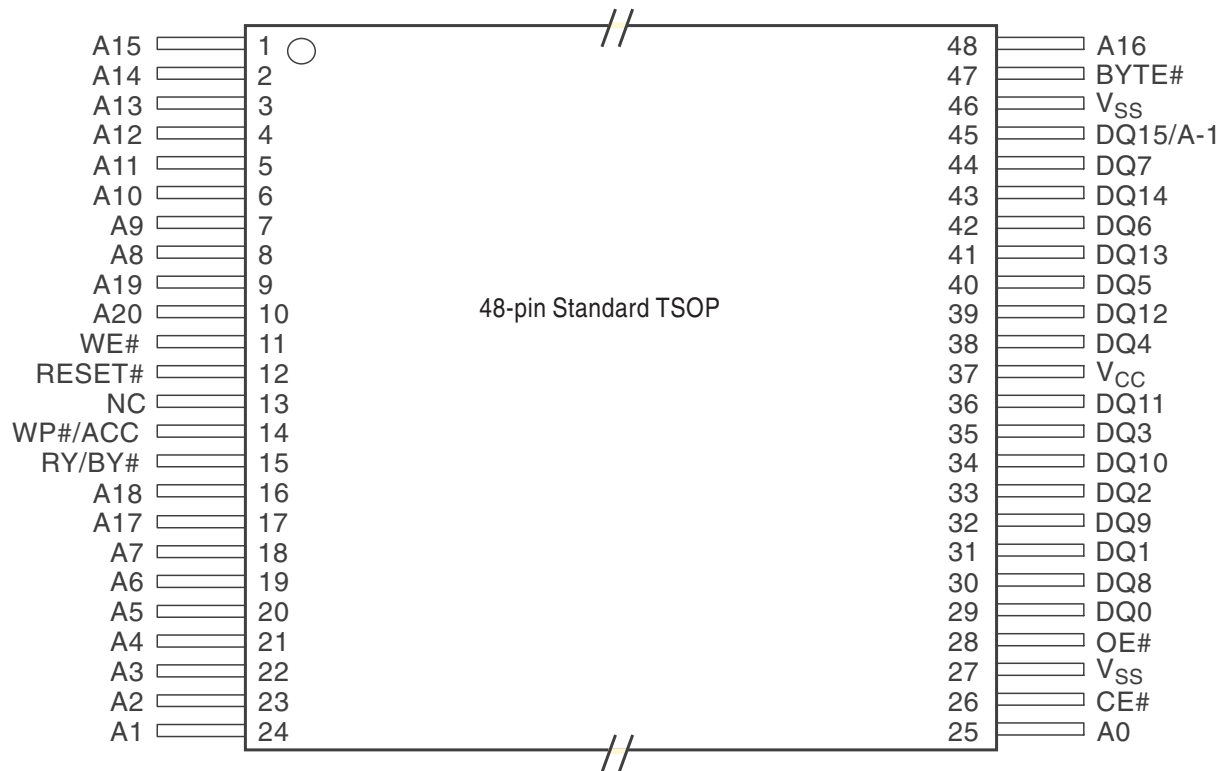 A15 1 48 A16
A14 2 47 BYTE#
A13 3 46 VSS
A12 4 45 DQ15/A-1
A11 5 44 DQ7
A10 6 43 DQ14
A9 7 42 DQ6
A8 8 41 DQ13
A19 9 40 DQ5
A20 10 48-pin Standard TSOP 39 DQ12
WE# 11 38 DQ4
RESET# 12 37 VCC
NC 13 36 DQ11
WP#/ACC 14 35 DQ3
RY/BY# 15 34 DQ10
A18 16 33 DQ2
A17 17 32 DQ9
A7 18 31 DQ1
A6 19 30 DQ8
A5 20 29 DQ0
A4 21 28 OE#
A3 22 27 VSS
A2 23 26 CE#
A1 24 25 A0